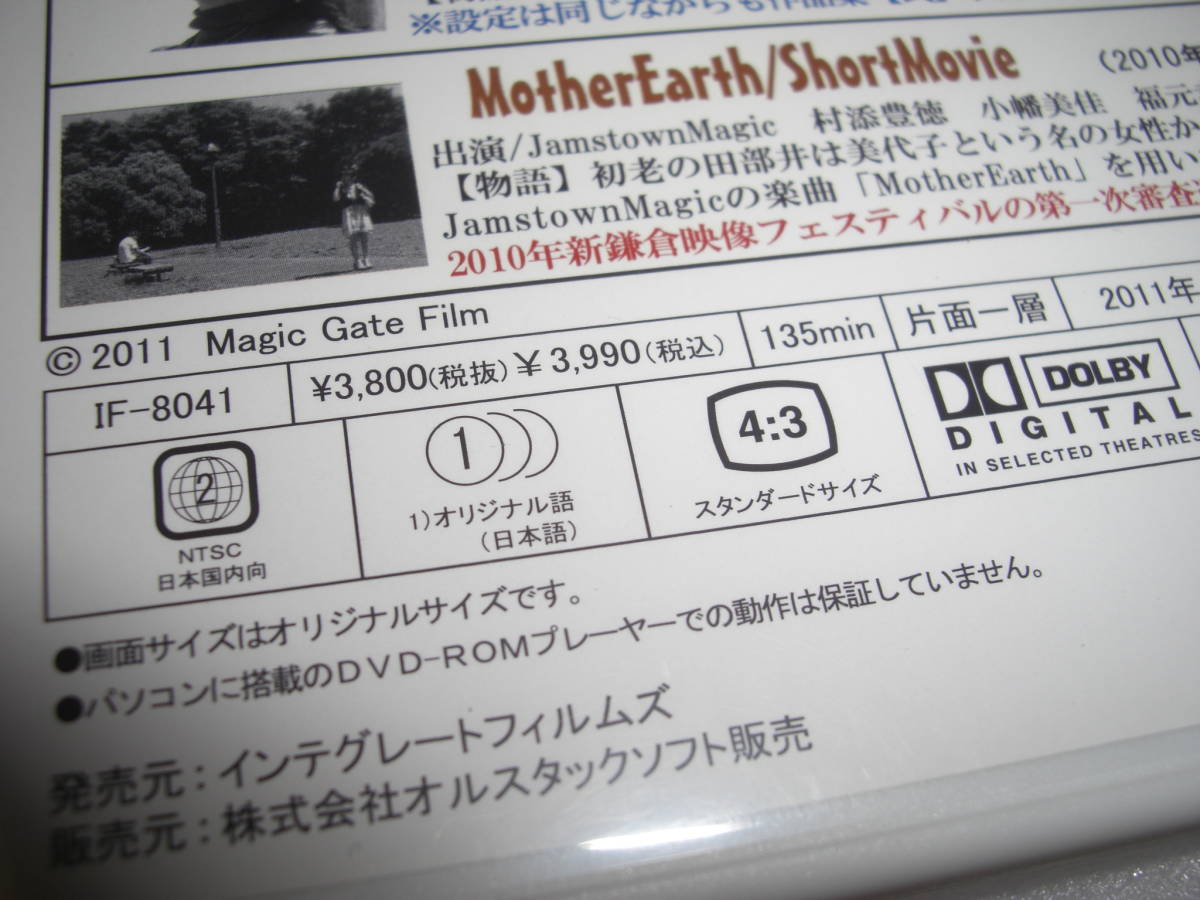 ※設定は同じながらも作品集
MotherEarth/ShortMovie (2010年
出演/JamstownMagic 村添豊徳 小幡美佳 福元
【物語】初老の田部井は美代子という名の女性か
JamstownMagicの楽曲「MotherEarth」を用い
2010年新鎌倉映像フェスティバルの第一次審査
© 2011 Magic Gate Film
IF-8041 ¥3,800(税抜) ¥3,990(税込) 135min 片面一層 2011年
2
NTSC
日本国内向
1
1)オリジナル語
(日本語)
4:3
スタンダードサイズ
DOLBY
DIGITAL
IN SELECTED THEATRES
●画面サイズはオリジナルサイズです。
●パソコンに搭載のDVD-ROMプレーヤーでの動作は保証していません。
発売元:インテグレートフィルムズ
販売元:株式会社オルスタックソフト販売